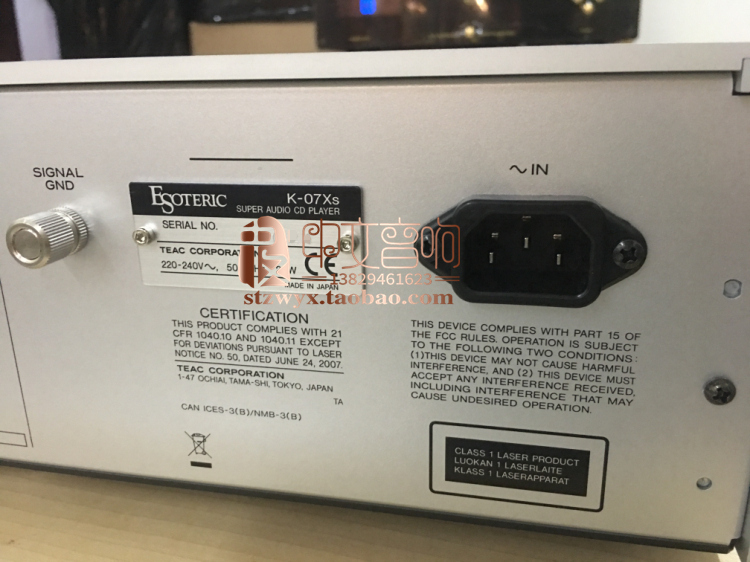 SIGNAL
GND
ESOTERIC
K-07Xs
SUPER AUDIO CD PLAYER
SERIAL NO.
TEAC CORPORATION
220-240V～, 50
W
CE
MADE IN JAPAN
～IN
音响
13829461623
stzwyx.taobao.com
CERTIFICATION
THIS PRODUCT COMPLIES WITH 21
CFR 1040.10 AND 1040.11 EXCEPT
FOR DEVIATIONS PURSUANT TO LASER
NOTICE NO. 50, DATED JUNE 24, 2007.
TEAC CORPORATION
1-47 OCHIAI, TAMA-SHI, TOKYO, JAPAN
TA
CAN ICES-3(B)/NMB-3(B)
THIS DEVICE COMPLIES WITH PART 15 OF
THE FCC RULES. OPERATION IS SUBJECT
TO THE FOLLOWING TWO CONDITIONS:
(1)THIS DEVICE MAY NOT CAUSE HARMFUL
INTERFERENCE, AND (2) THIS DEVICE MUST
ACCEPT ANY INTERFERENCE RECEIVED,
INCLUDING INTERFERENCE THAT MAY
CAUSE UNDESIRED OPERATION.
CLASS 1 LASER PRODUCT
LUOKAN 1 LASERLAITE
KLASS 1 LASERAPPARAT